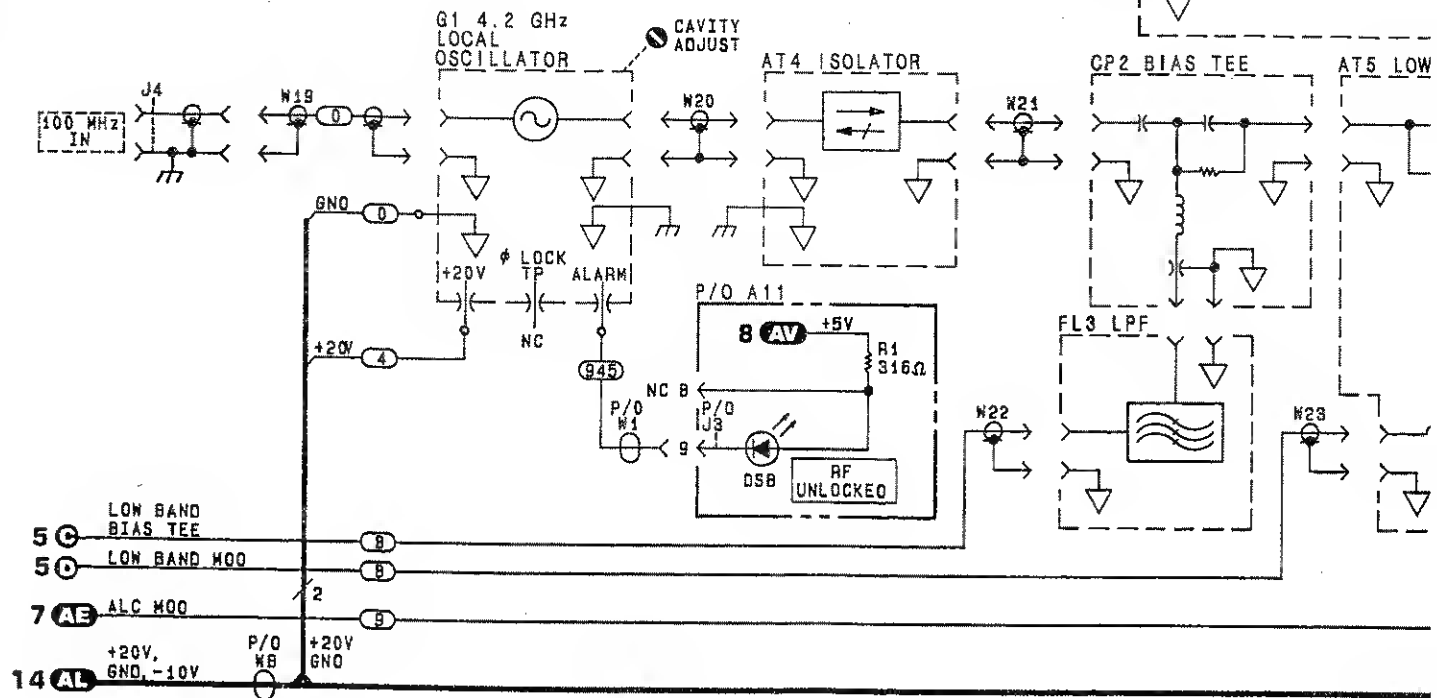 G1 4.2 GHz
LOCAL
OSCILLATOR
CAVITY
ADJUST
AT4 ISOLATOR
CP2 BIAS TEE
AT5 LOW
J4
W19
W20
W21
100 MHz
IN
0
GND
0
+20V
ϕ LOCK
TP
ALARM
NC
+20V
4
945
P/O A11
8 AV
+5V
R1
316Ω
NC 8
P/O
W1
9
P/O
J3
DS8
RF
UNLOCKED
FL3 LPF
W22
W23
5 C
LOW BAND
BIAS TEE
8
5 D
LOW BAND MOD
8
2
7 AE
ALC MOD
9
14 AL
+20V,
GND,-10V
P/O
W8
+20V
GND